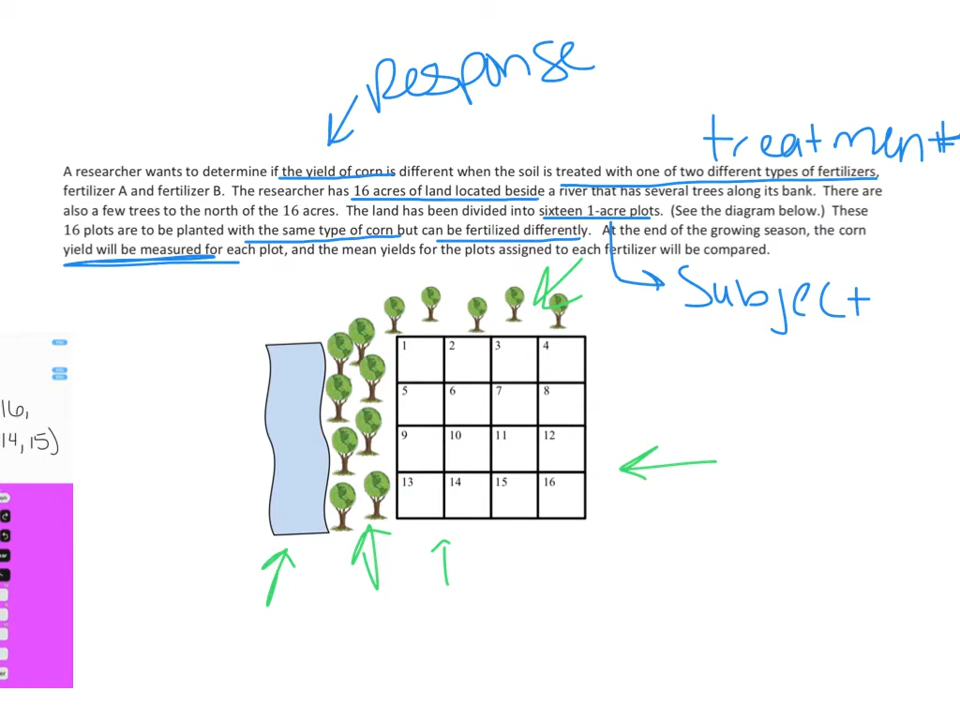 Response
treatment
A researcher wants to determine if the yield of corn is different when the soil is treated with one of two different types of fertilizers,
fertilizer A and fertilizer B. The researcher has 16 acres of land located beside a river that has several trees along its bank. There are
also a few trees to the north of the 16 acres. The land has been divided into sixteen 1-acre plots. (See the diagram below.) These
16 plots are to be planted with the same type of corn but can be fertilized differently. At the end of the growing season, the corn
yield will be measured for each plot, and the mean yields for the plots assigned to each fertilizer will be compared.
Subject
1 2 3 4
5 6 7 8
9 10 11 12
13 14 15 16
16,
14, 15)